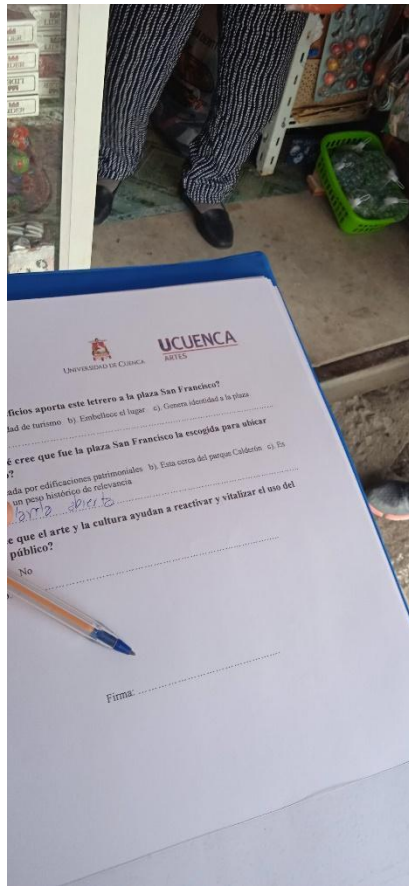 UNIVERSIDAD DE CUENCA
UCUENCA
ARTES
ficios aporta este letrero a la plaza San Francisco?
dad de turismo b). Embellece el lugar c). Genera identidad a la plaza
é cree que fue la plaza San Francisco la escogida para ubicar
o?
ada por edificaciones patrimoniales b). Esta cerca del parque Calderón c). Es
un peso histórico de relevancia
abierta
e que el arte y la cultura ayudan a reactivar y vitalizar el uso del
público?
No
Firma: